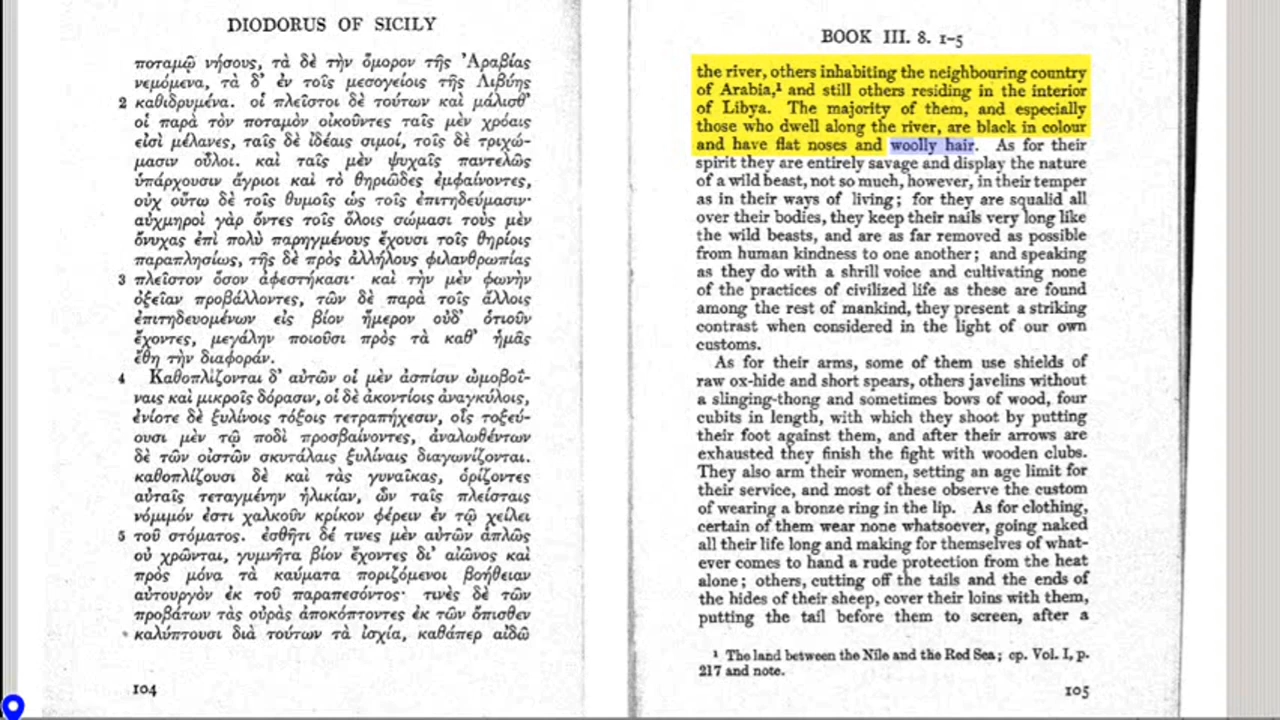 DIODORUS OF SICILY
ποταμῷ νήσους, τὰ δὲ τὴν ὅμορον τῆς Ἀραβίας
νεμόμενα, τὰ δ’ ἐν τοῖς μεσογείοις τῆς Λιβύης
2 καθιδρυμένα. οἱ πλεῖστοι δὲ τούτων καὶ μάλισθ’
οἱ παρὰ τὸν ποταμὸν οἰκοῦντες ταῖς μὲν χρόαις
εἰσὶ μέλανες, ταῖς δὲ ἰδέαις σιμοί, τοῖς δὲ τριχώ-
μασιν οὖλοι. καὶ ταῖς μὲν ψυχαῖς παντελῶς
ὑπάρχουσιν ἄγριοι καὶ τὸ θηριῶδες ἐμφαίνοντες,
οὐχ οὕτω δὲ τοῖς θυμοῖς ὡς τοῖς ἐπιτηδεύμασιν·
αὐχμηροὶ γὰρ ὄντες τοῖς ὅλοις σώμασι τοὺς μὲν
ὄνυχας ἐπὶ πολὺ παρηγμένους ἔχουσι τοῖς θηρίοις
παραπλησίως, τῆς δὲ πρὸς ἀλλήλους φιλανθρωπίας
3 πλεῖστον ὅσον ἀφεστήκασι· καὶ τὴν μὲν φωνὴν
ὀξεῖαν προβάλλοντες, τῶν δὲ παρὰ τοῖς ἄλλοις
ἐπιτηδευομένων εἰς βίον ἥμερον οὐδ’ ὁτιοῦν
ἔχοντες, μεγάλην ποιοῦσι πρὸς τὰ καθ’ ἡμᾶς
ἔθη τὴν διαφοράν.
4 Καθοπλίζονται δ’ αὐτῶν οἱ μὲν ἀσπίσιν ὠμοβοΐ-
ναις καὶ μικροῖς δόρασιν, οἱ δὲ ἀκοντίοις ἀναγκύλοις,
ἐνίοτε δὲ ξυλίνοις τόξοις τετραπήχεσιν, οἷς τοξεύ-
ουσι μὲν τῷ ποδὶ προσβαίνοντες, ἀναλωθέντων
δὲ τῶν οἰστῶν σκυτάλαις ξυλίναις διαγωνίζονται.
καθοπλίζουσι δὲ καὶ τὰς γυναῖκας, ὁρίζοντες
αὐταῖς τεταγμένην ἡλικίαν, ὧν ταῖς πλείσταις
νόμιμόν ἐστι χαλκοῦν κρίκον φέρειν ἐν τῷ χείλει
5 τοῦ στόματος. ἐσθῆτι δέ τινες μὲν αὐτῶν ἁπλῶς
οὐ χρῶνται, γυμνῆτα βίον ἔχοντες δι’ αἰῶνος καὶ
πρὸς μόνα τὰ καύματα ποριζόμενοι βοήθειαν
αὐτουργὸν ἐκ τοῦ παραπεσόντος· τινὲς δὲ τῶν
προβάτων τὰς οὐρὰς ἀποκόπτοντες ἐκ τῶν ὄπισθεν
καλύπτουσι διὰ τούτων τὰ ἰσχία, καθάπερ αἰδῶ
104
BOOK III. 8. 1-5
the river, others inhabiting the neighbouring country
of Arabia,¹ and still others residing in the interior
of Libya. The majority of them, and especially
those who dwell along the river, are black in colour
and have flat noses and woolly hair. As for their
spirit they are entirely savage and display the nature
of a wild beast, not so much, however, in their temper
as in their ways of living; for they are squalid all
over their bodies, they keep their nails very long like
the wild beasts, and are as far removed as possible
from human kindness to one another; and speaking
as they do with a shrill voice and cultivating none
of the practices of civilized life as these are found
among the rest of mankind, they present a striking
contrast when considered in the light of our own
customs.
As for their arms, some of them use shields of
raw ox-hide and short spears, others javelins without
a slinging-thong and sometimes bows of wood, four
cubits in length, with which they shoot by putting
their foot against them, and after their arrows are
exhausted they finish the fight with wooden clubs.
They also arm their women, setting an age limit for
their service, and most of these observe the custom
of wearing a bronze ring in the lip. As for clothing,
certain of them wear none whatsoever, going naked
all their life long and making for themselves of what-
ever comes to hand a rude protection from the heat
alone; others, cutting off the tails and the ends of
the hides of their sheep, cover their loins with them,
putting the tail before them to screen, after a
¹ The land between the Nile and the Red Sea; cp. Vol. I, p.
217 and note.
105